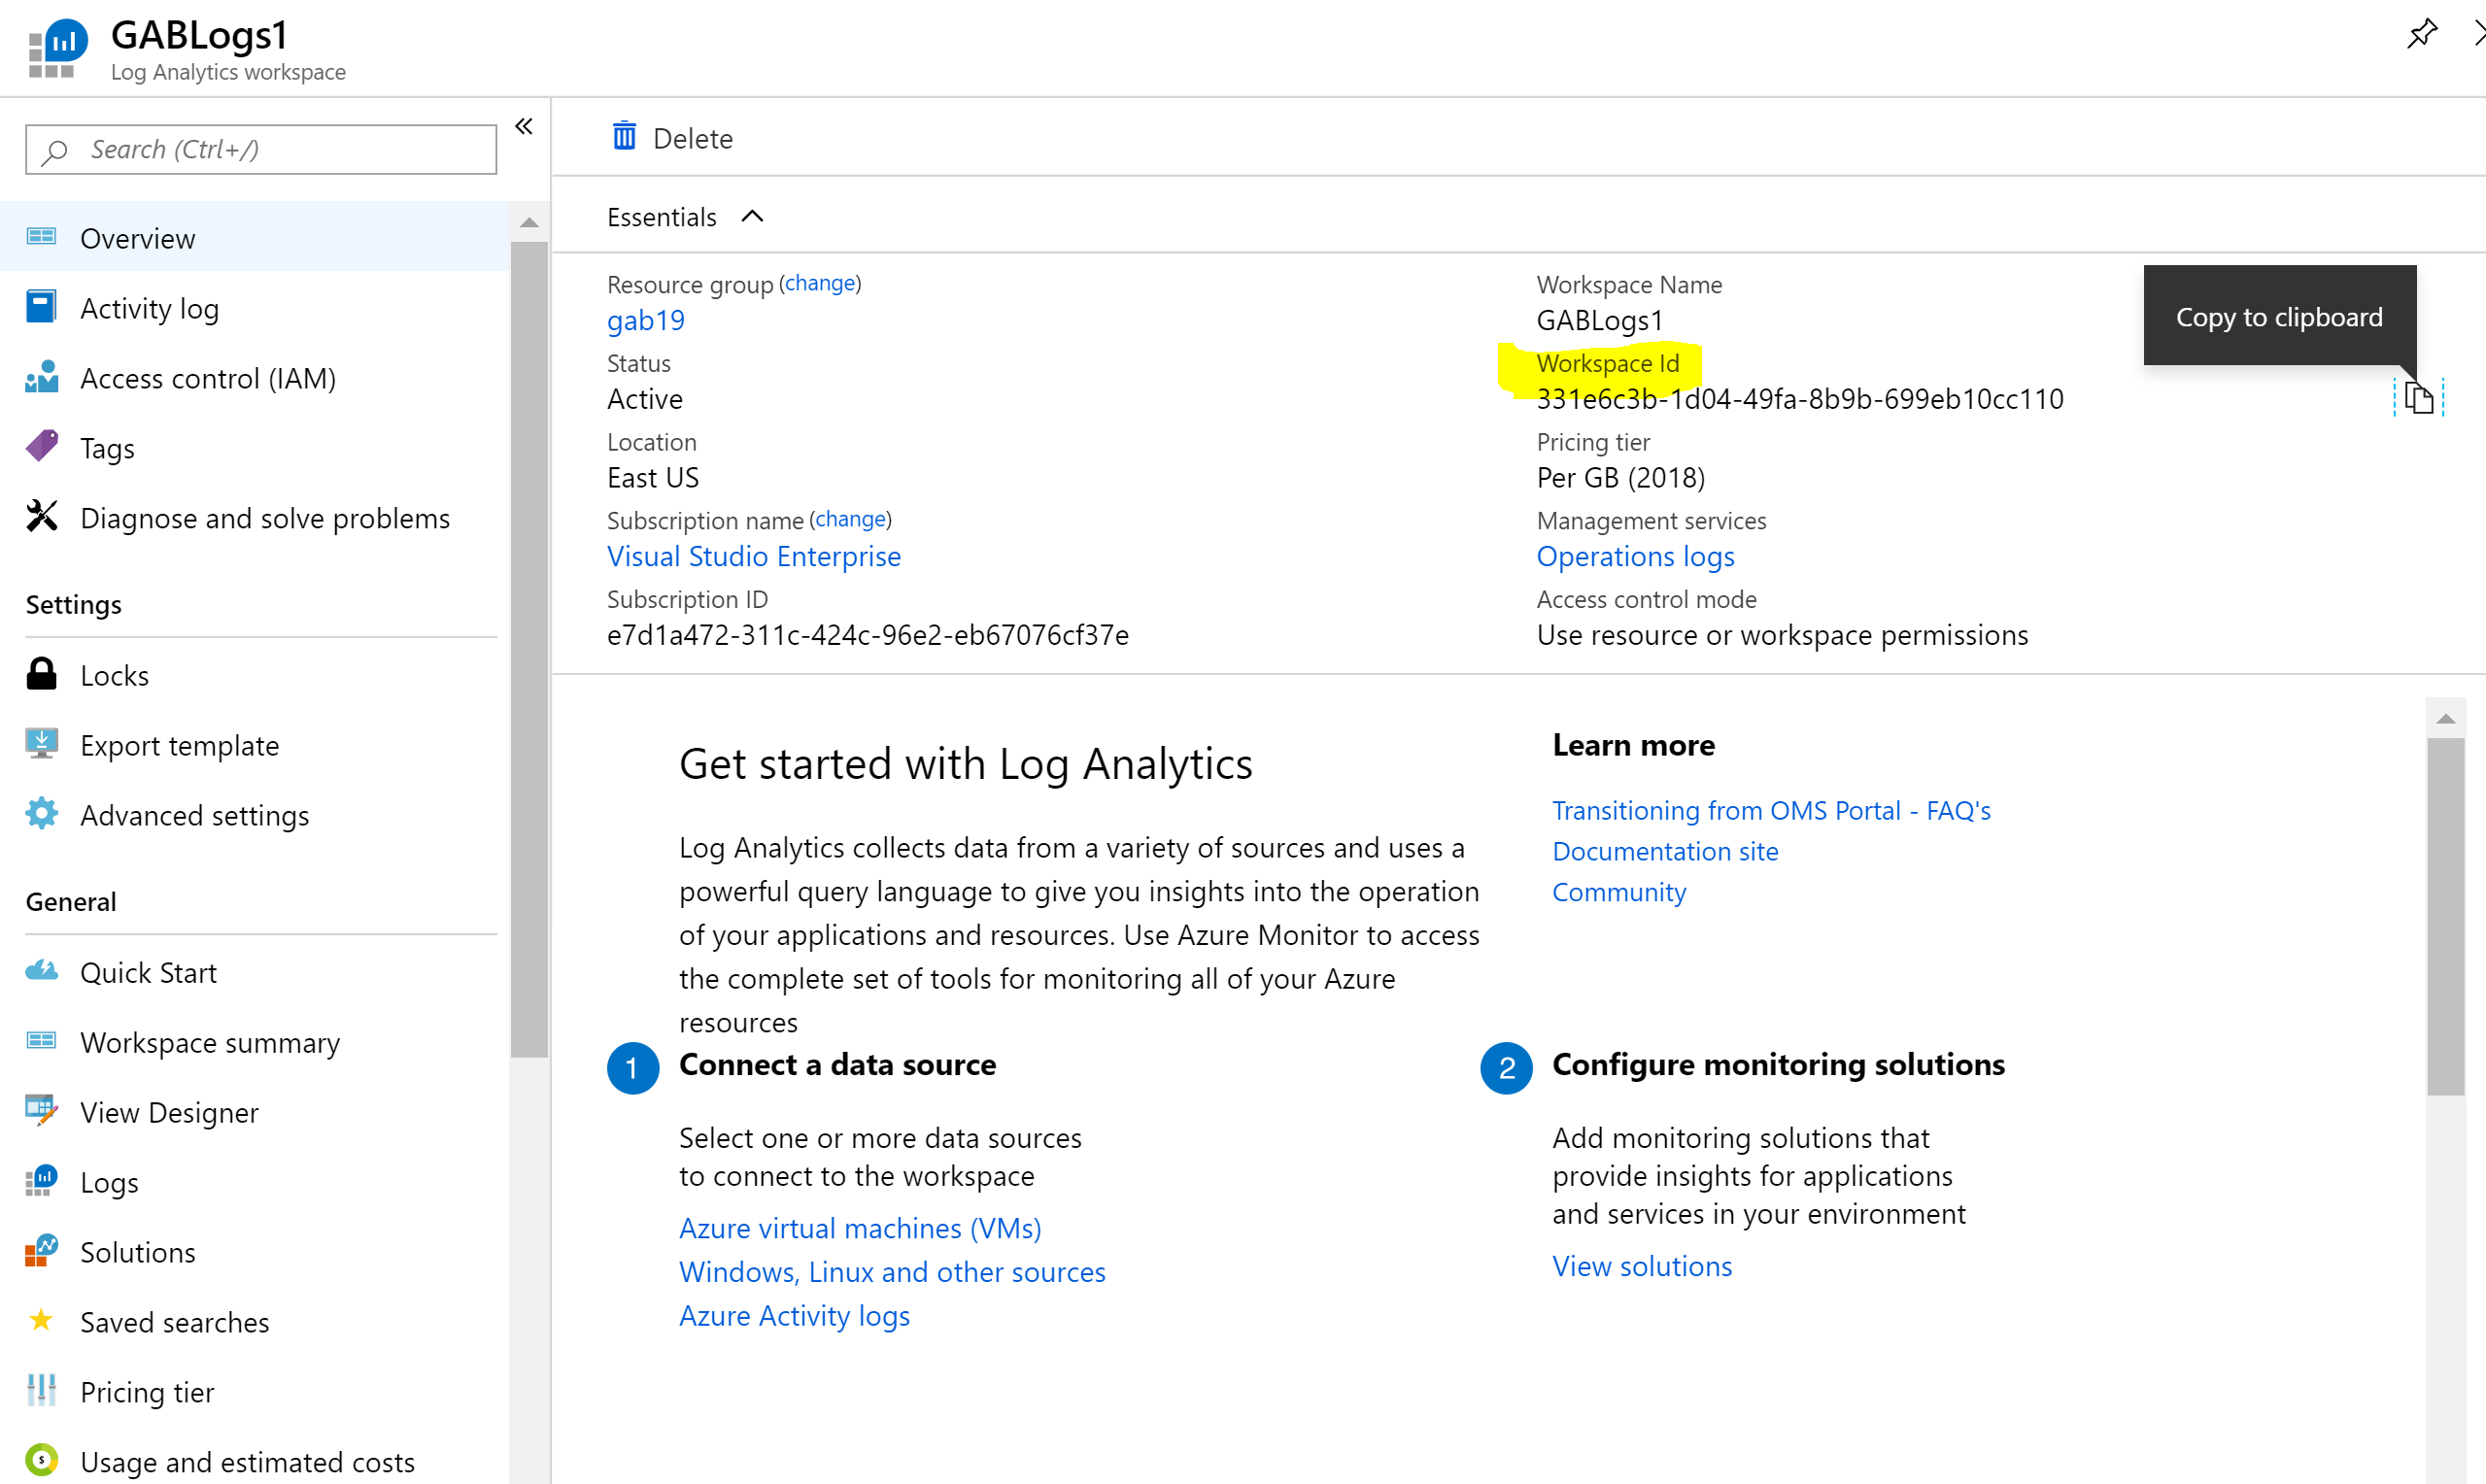 GABLogs1
Log Analytics workspace
Search (Ctrl+/)
Overview
Activity log
Access control (IAM)
Tags
Diagnose and solve problems
Settings
Locks
Export template
Advanced settings
General
Quick Start
Workspace summary
View Designer
Logs
Solutions
Saved searches
Pricing tier
Usage and estimated costs
Delete
Essentials
Resource group (change)
gab19
Status
Active
Location
East US
Subscription name (change)
Visual Studio Enterprise
Subscription ID
e7d1a472-311c-424c-96e2-eb67076cf37e
Workspace Name
GABLogs1
Workspace Id
331e6c3b-1d04-49fa-8b9b-699eb10cc110
Pricing tier
Per GB (2018)
Management services
Operations logs
Access control mode
Use resource or workspace permissions
Copy to clipboard
Get started with Log Analytics
Log Analytics collects data from a variety of sources and uses a
powerful query language to give you insights into the operation
of your applications and resources. Use Azure Monitor to access
the complete set of tools for monitoring all of your Azure
resources
Learn more
Transitioning from OMS Portal - FAQ's
Documentation site
Community
1
Connect a data source
Select one or more data sources
to connect to the workspace
Azure virtual machines (VMs)
Windows, Linux and other sources
Azure Activity logs
2
Configure monitoring solutions
Add monitoring solutions that
provide insights for applications
and services in your environment
View solutions